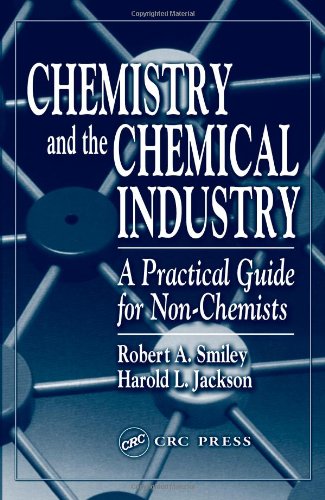 CHEMISTRY
and the CHEMICAL
INDUSTRY
A Practical Guide
for Non-Chemists
Robert A. Smiley
Harold L. Jackson
CRC CRC PRESS